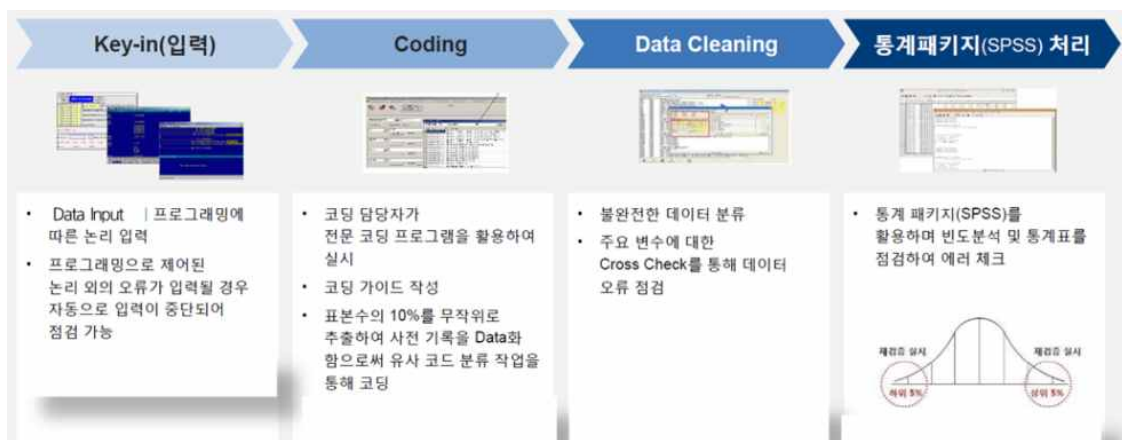 Key-in(입력)
Coding
Data Cleaning
통계패키지(SPSS) 처리
• Data Input | 프로그래밍에
따른 논리 입력
• 프로그래밍으로 제어된
논리 외의 오류가 입력될 경우
자동으로 입력이 중단되어
점검 가능
• 코딩 담당자가
전문 코딩 프로그램을 활용하여
실시
• 코딩 가이드 작성
• 표본수의 10%를 무작위로
추출하여 사전 기록을 Data화
함으로써 유사 코드 분류 작업을
통해 코딩
• 불완전한 데이터 분류
• 주요 변수에 대한
Cross Check를 통해 데이터
오류 점검
• 통계 패키지(SPSS)를
활용하며 빈도분석 및 통계표를
점검하여 에러 체크
재검증 실시
재검증 실시
하위 5%
상위 5%